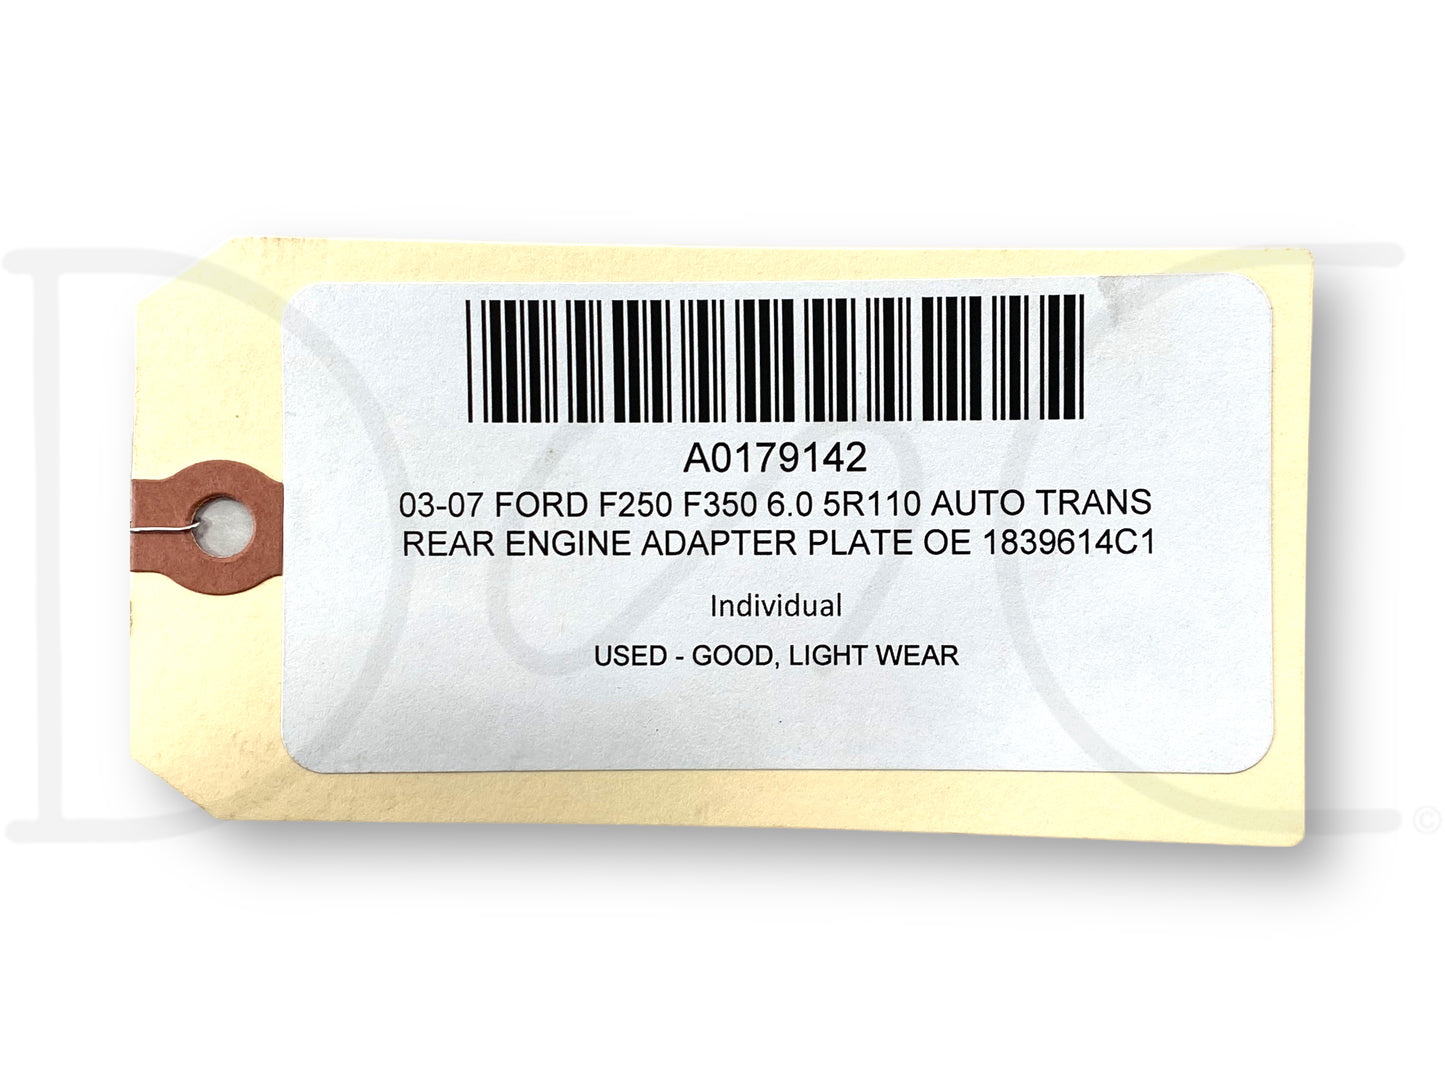 A0179142
03-07 FORD F250 F350 6.0 5R110 AUTO TRANS
REAR ENGINE ADAPTER PLATE OE 1839614C1
Individual
USED - GOOD, LIGHT WEAR
©